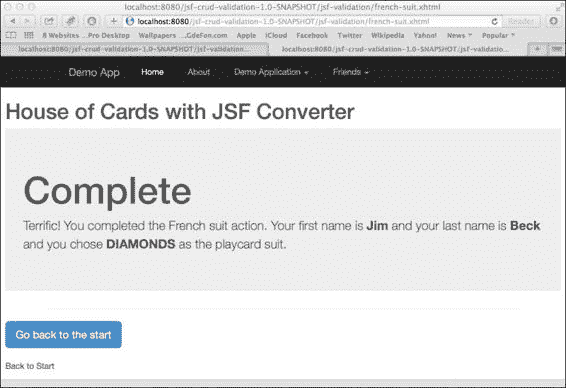 localhost:8080/jsf-crud-validation-1.0-SNAPSHOT/jsf-validation/french-suit.xhtml
localhost:8080/jsf-crud-validation-1.0-SNAPSHOT/jsf-validation/french-suit.xhtml
Reader
8 Websites ...Pro Desktop Wallpapers ....GdeFon.com Apple iCloud Facebook Twitter Wikipedia Yahoo! News Popular
localhost:8080/jsf-crud-validation-1.0-SNAPSHOT/jsf-validation... localhost:8080/jsf-crud-validation-1.0-SNAPSHOT/jsf-validatio...
Demo App Home About Demo Application Friends
House of Cards with JSF Converter
Complete
Terrific! You completed the French suit action. Your first name is Jim and your last name is Beck
and you chose DIAMONDS as the playcard suit.
Go back to the start
Back to Start